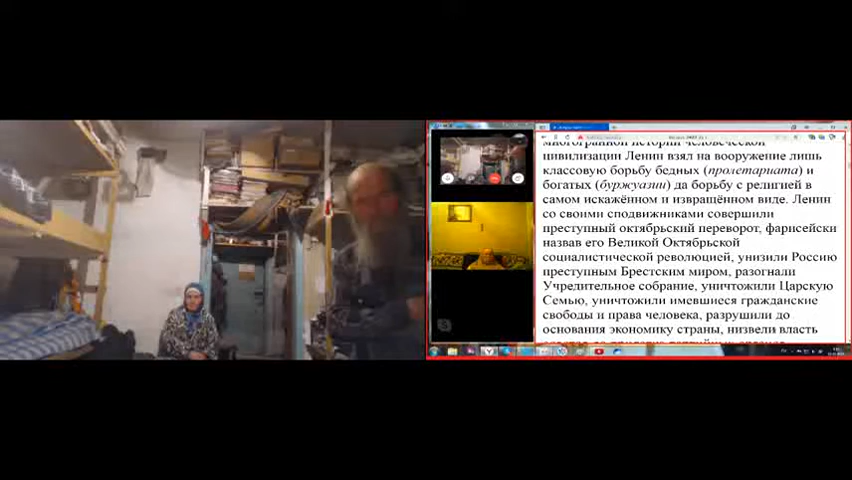 многогранной истории человеческой
цивилизации Ленин взял на вооружение лишь
классовую борьбу бедных (пролетариата) и
богатых (буржуазии) да борьбу с религией в
самом искажённом и извращённом виде. Ленин
со своими сподвижниками совершили
преступный октябрьский переворот, фарисейски
назвав его Великой Октябрьской
социалистической революцией, унизили Россию
преступным Брестским миром, разогнали
Учредительное собрание, уничтожили Царскую
Семью, уничтожили имевшиеся гражданские
свободы и права человека, разрушили до
основания экономику страны, низвели власть